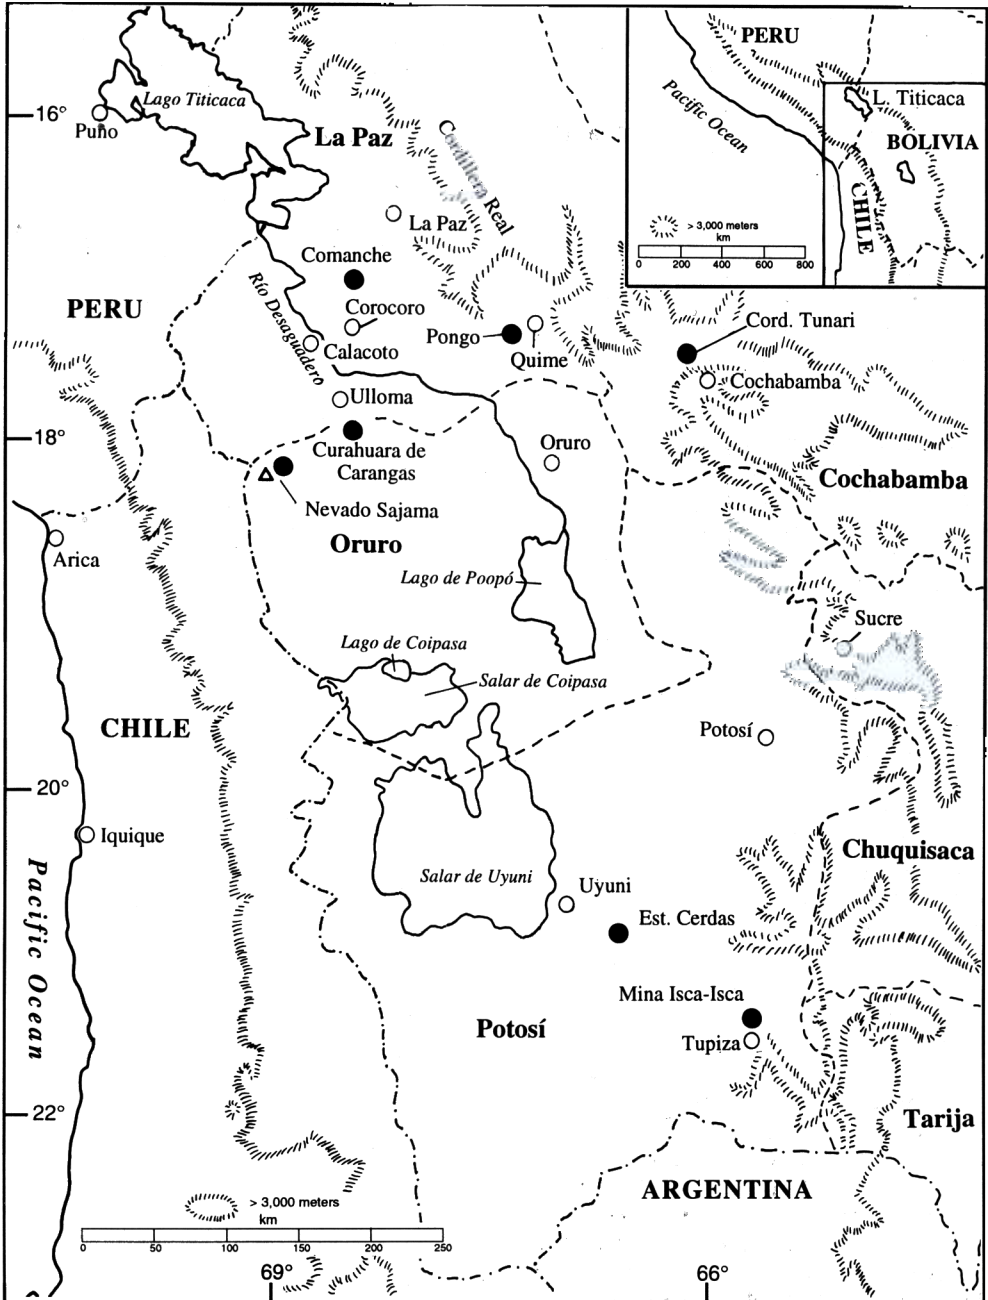 PERU
Pacific Ocean
L. Titicaca
BOLIVIA
CHILE
> 3,000 meters
km
0 200 400 600 800
Lago Titicaca
16°
Puno
La Paz
Cordillera Real
La Paz
Comanche
PERU
Río Desaguadero
Corocoro
Calacoto
Pongo
Quime
Cord. Tunari
Cochabamba
Ulloma
18°
Curahuara de
Carangas
Oruro
Cochabamba
Nevado Sajama
Arica
Oruro
Lago de Poopó
Sucre
Lago de Coipasa
Salar de Coipasa
CHILE
Potosí
20°
Iquique
Chuquisaca
Pacific Ocean
Salar de Uyuni
Uyuni
Est. Cerdas
Mina Isca-Isca
Potosí
Tupiza
22°
Tarija
ARGENTINA
> 3,000 meters
km
0 50 100 150 200 250
69°
66°